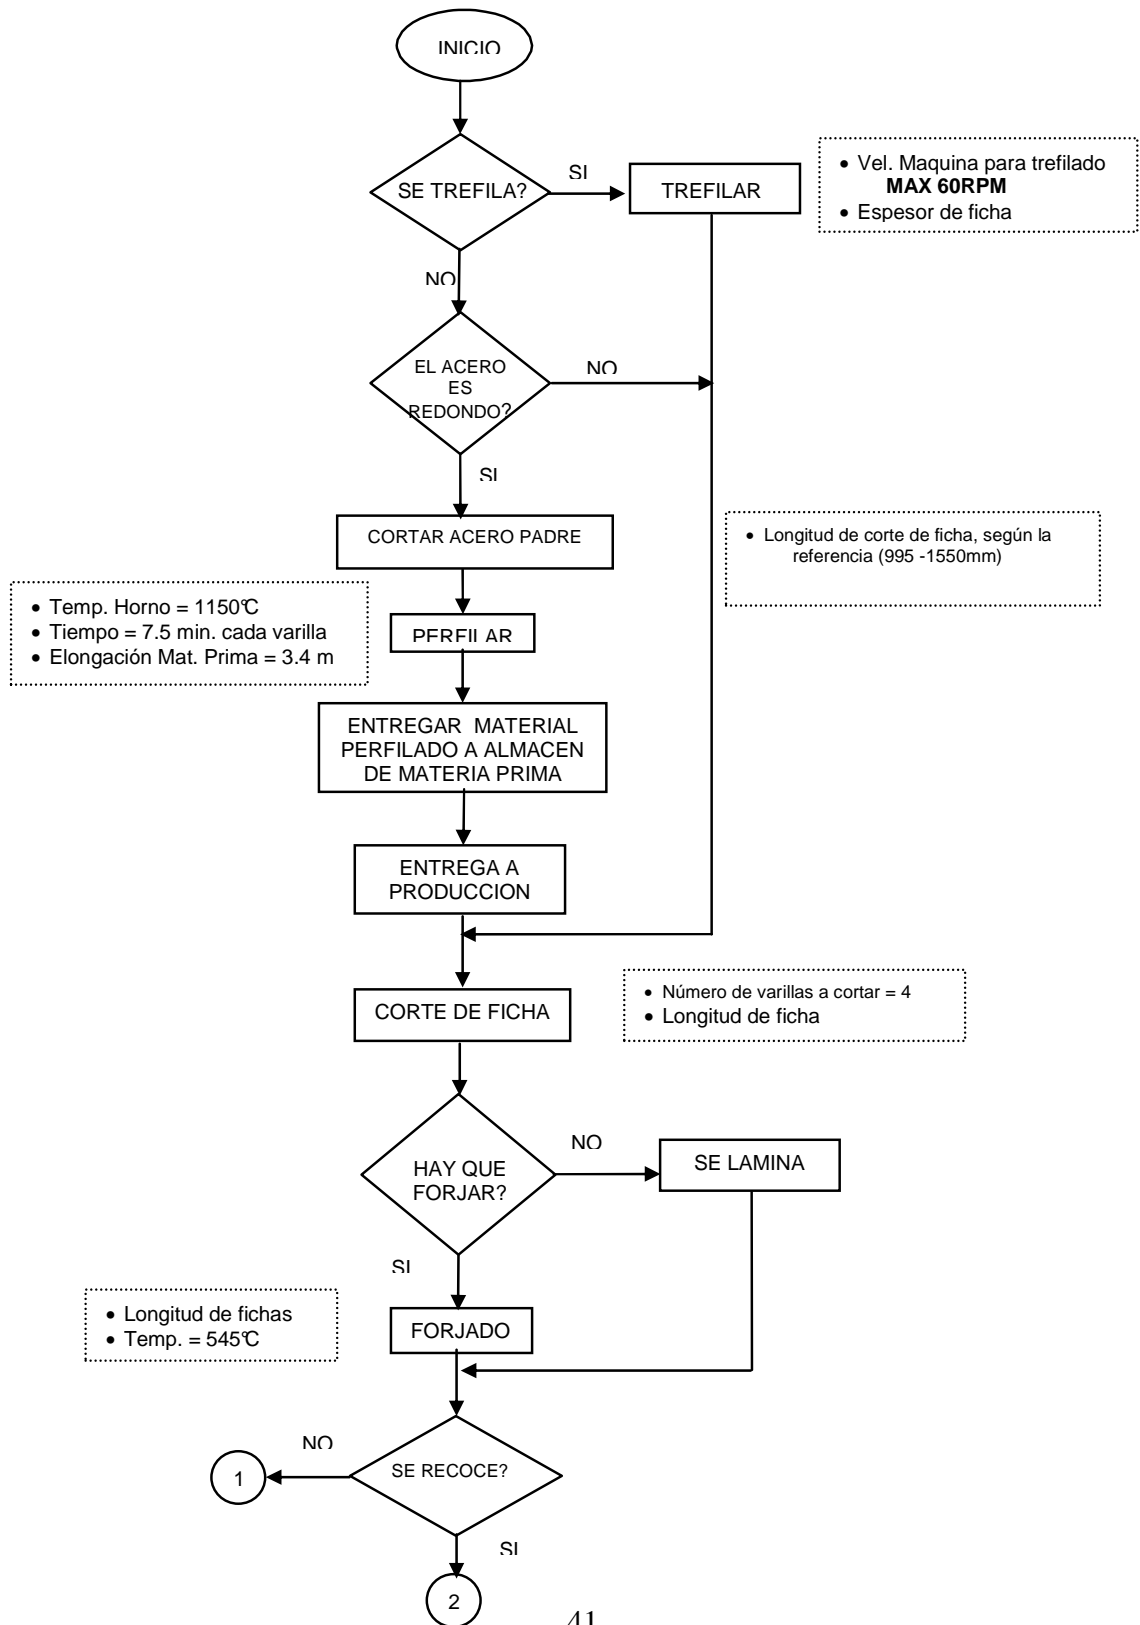 INICIO
SE TREFILA?
SI
TREFILAR
• Vel. Maquina para trefilado
MAX 60RPM
• Espesor de ficha
NO
EL ACERO
ES
REDONDO?
NO
SI
CORTAR ACERO PADRE
• Longitud de corte de ficha, según la
referencia (995 -1550mm)
• Temp. Horno = 1150°C
• Tiempo = 7.5 min. cada varilla
• Elongación Mat. Prima = 3.4 m
PERFILAR
ENTREGAR MATERIAL
PERFILADO A ALMACEN
DE MATERIA PRIMA
ENTREGA A
PRODUCCION
CORTE DE FICHA
• Número de varillas a cortar = 4
• Longitud de ficha
HAY QUE
FORJAR?
NO
SE LAMINA
SI
• Longitud de fichas
• Temp. = 545°C
FORJADO
SE RECOCE?
NO
1
SI
2
41